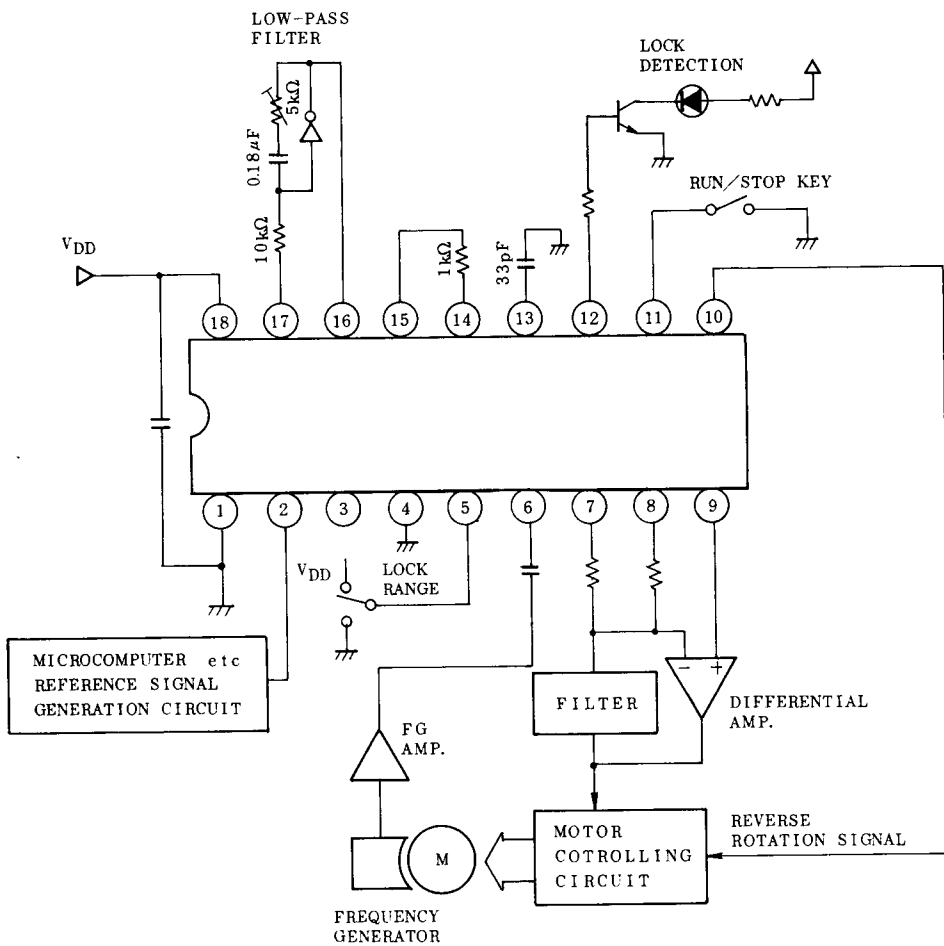 LOW-PASS
FILTER
LOCK
DETECTION
5kΩ
0.18μF
10kΩ
1kΩ
33pF
RUN/STOP KEY
VDD
18 17 16 15 14 13 12 11 10
1 2 3 4 5 6 7 8 9
VDD
LOCK
RANGE
MICROCOMPUTER etc
REFERENCE SIGNAL
GENERATION CIRCUIT
FILTER
- +
DIFFERENTIAL
AMP.
FG
AMP.
M
MOTOR
COTROLLING
CIRCUIT
REVERSE
ROTATION SIGNAL
FREQUENCY
GENERATOR